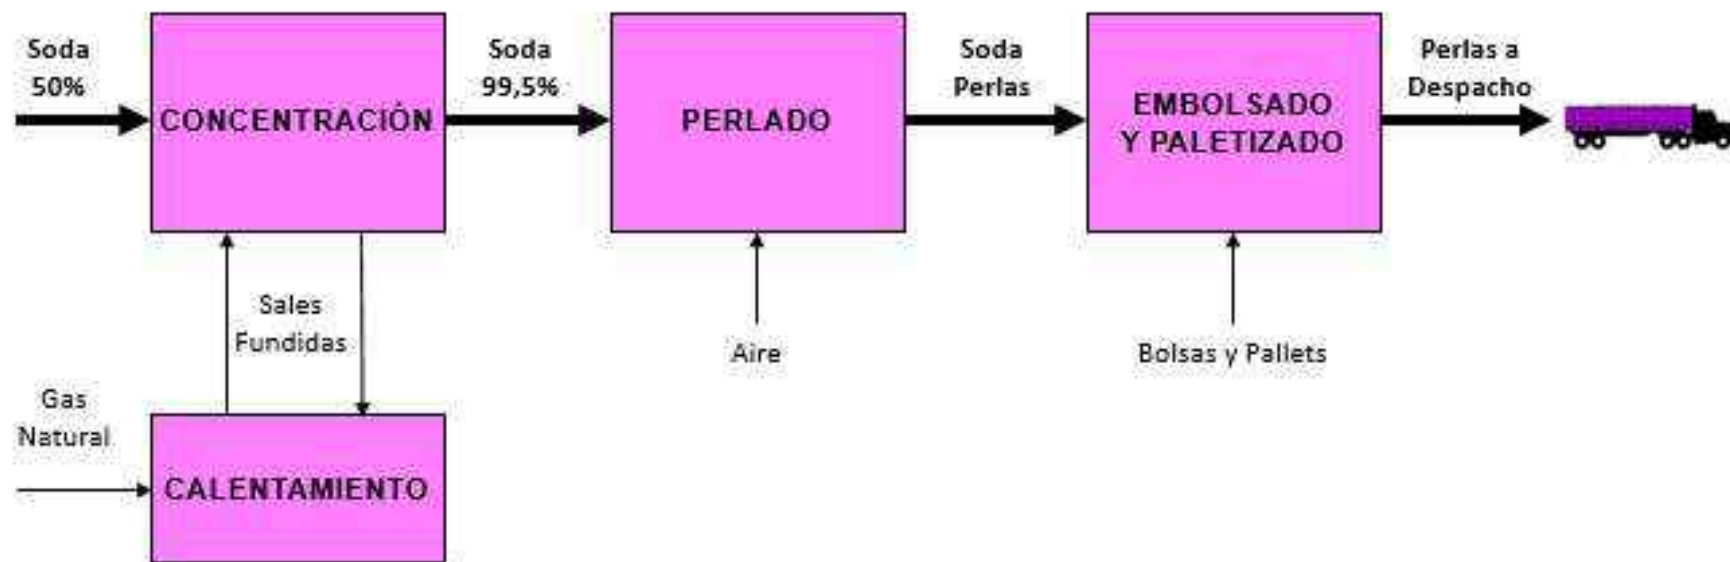 Soda
50%
CONCENTRACIÓN
Soda
99,5%
PERLADO
Soda
Perlas
EMBOLSADO
Y PALETIZADO
Perlas a
Despacho
Sales
Fundidas
Aire
Bolsas y Pallets
Gas
Natural
CALENTAMIENTO